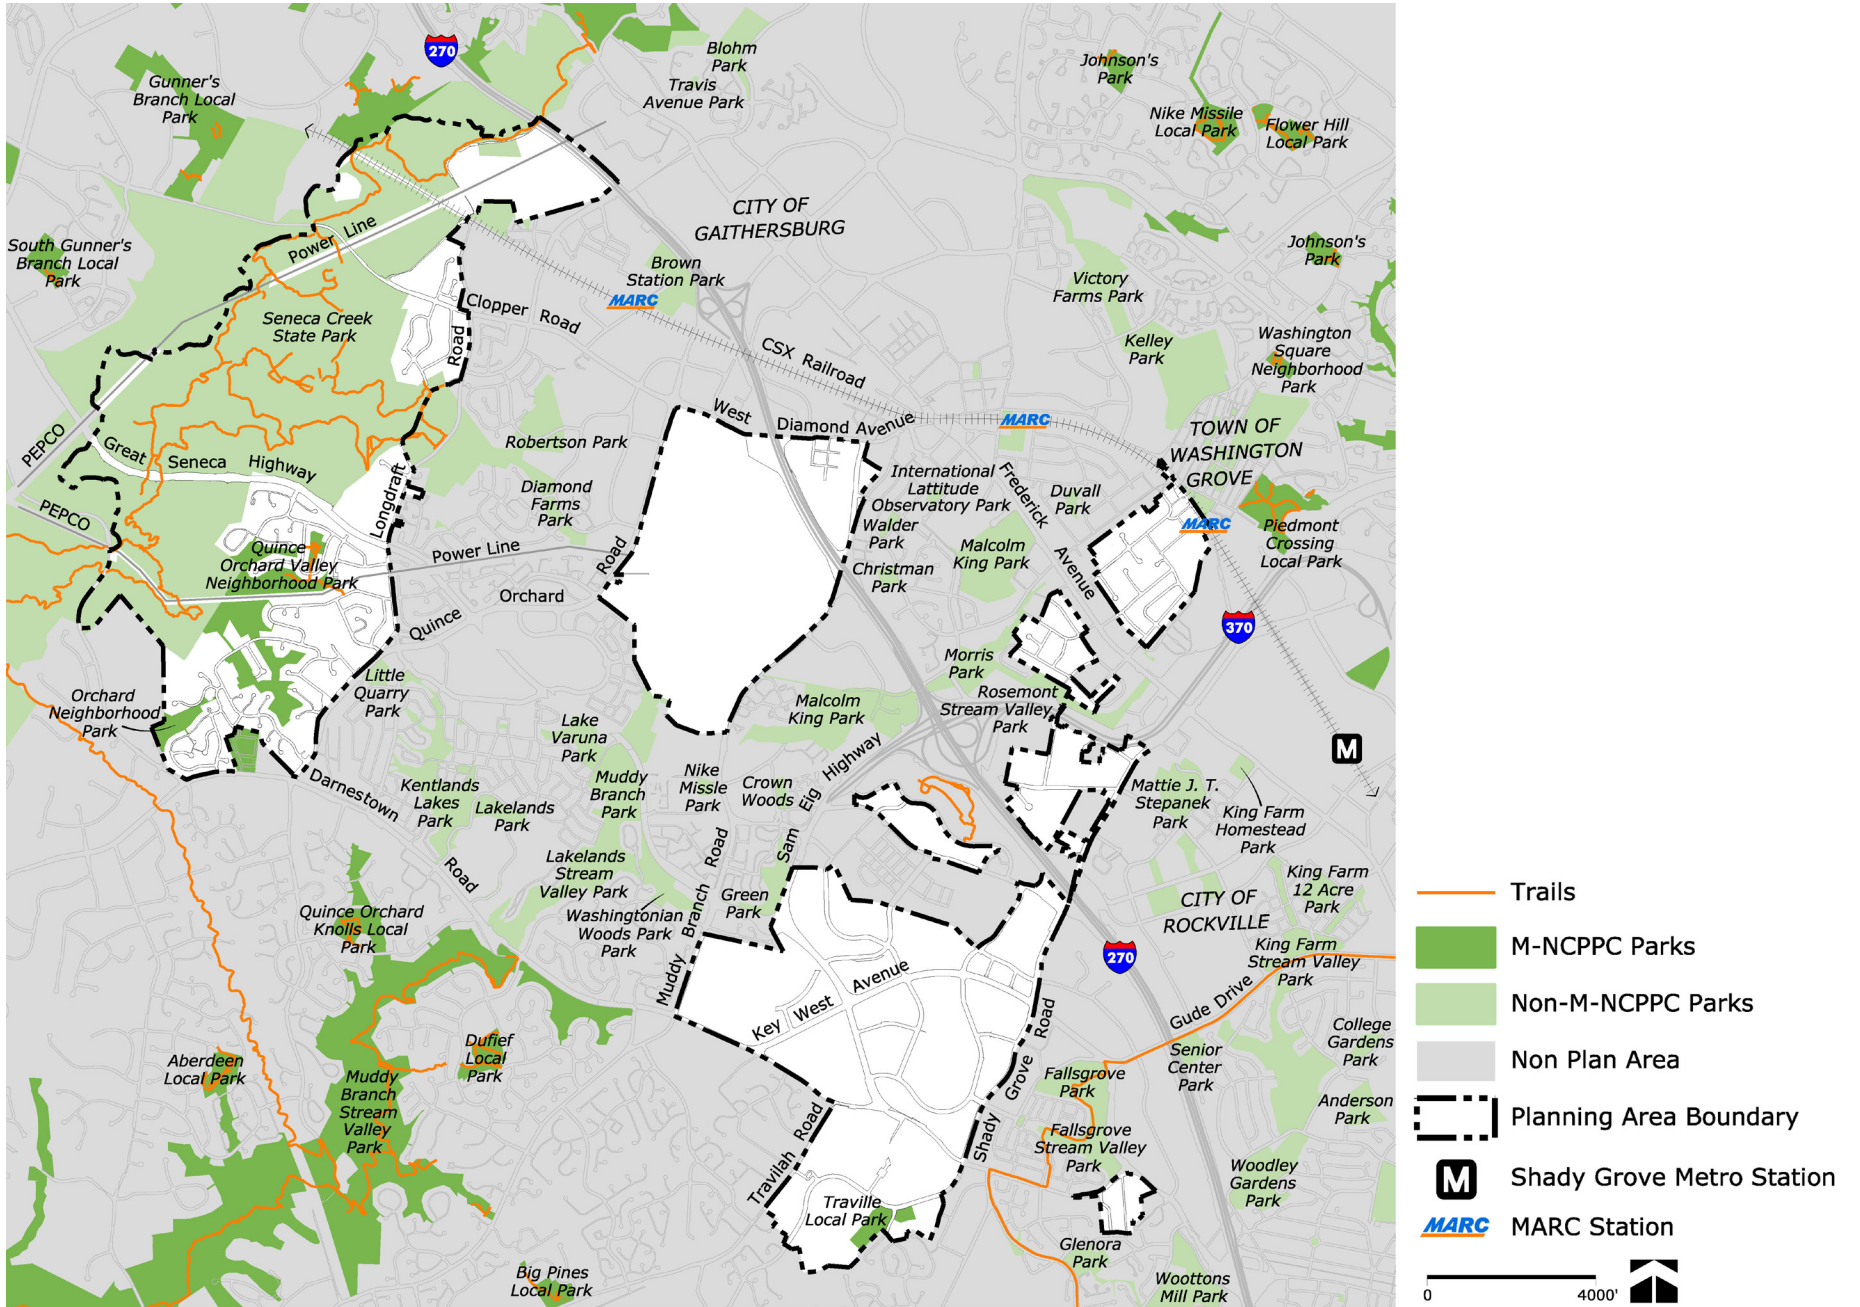 270
Blohm
Park
Travis
Avenue Park
Johnson's
Park
Gunner's
Branch Local
Park
Nike Missile
Local Park
Flower Hill
Local Park
CITY OF
GAITHERSBURG
Power Line
South Gunner's
Branch Local
Park
Johnson's
Park
Brown
Station Park
MARC
Victory
Farms Park
Clopper Road
Seneca Creek
State Park
Road
CSX Railroad
Kelley
Park
Washington
Square
Neighborhood
Park
West
Diamond Avenue
MARC
PEPCO
Great Seneca Highway
Robertson Park
TOWN OF
WASHINGTON
GROVE
International
Lattitude
Observatory Park
Frederick
Avenue
Duvall
Park
Longdraft
Diamond
Farms
Park
PEPCO
Walder
Park
MARC
Piedmont
Crossing
Local Park
Quince
Orchard Valley
Neighborhood Park
Power Line
Road
Malcolm
King Park
Christman
Park
Quince Orchard
370
Little
Quarry
Park
Morris
Park
Orchard
Neighborhood
Park
Malcolm
King Park
Rosemont
Stream Valley
Park
Lake
Varuna
Park
M
Darnestown
Road
Kentlands
Lakes
Park
Lakelands
Park
Muddy
Branch
Park
Nike
Missle
Park
Crown
Woods
Sam Eig Highway
Mattie J. T.
Stepanek
Park
King Farm
Homestead
Park
Lakelands
Stream
Valley Park
Green
Park
King Farm
12 Acre
Park
Trails
Quince Orchard
Knolls Local
Park
Washingtonian
Woods Park
Park
Muddy Branch Road
CITY OF
ROCKVILLE
270
King Farm
Stream Valley
Park
M-NCPPC Parks
Key West Avenue
Gude Drive
Non-M-NCPPC Parks
Aberdeen
Local Park
Dufief
Local
Park
Shady Grove Road
Senior
Center
Park
College
Gardens
Park
Non Plan Area
Muddy
Branch
Stream
Valley
Park
Fallsgrove
Park
Anderson
Park
Planning Area Boundary
Travilah Road
Fallsgrove
Stream Valley
Park
Woodley
Gardens
Park
M
Shady Grove Metro Station
Traville
Local Park
MARC
MARC Station
Glenora
Park
Big Pines
Local Park
Woottons
Mill Park
0 4000'